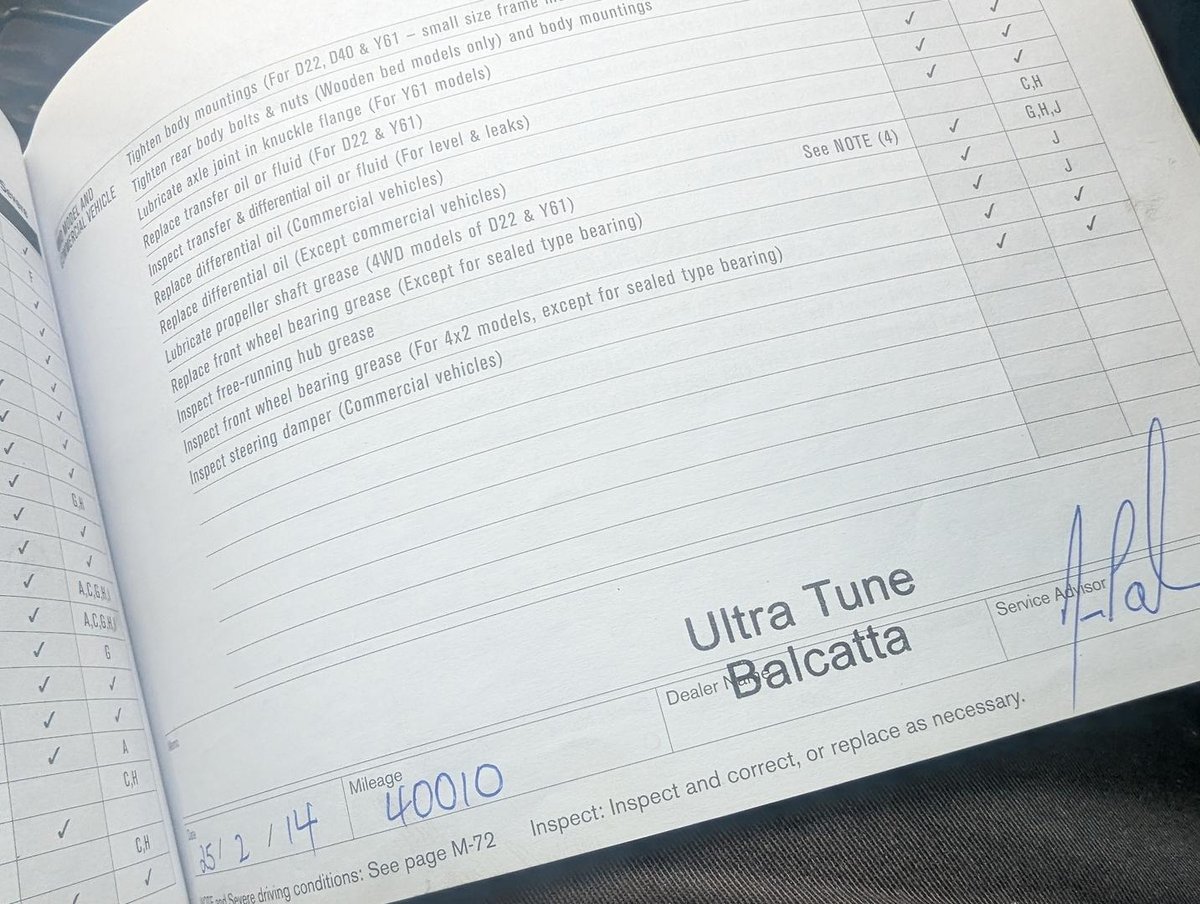 Tighten body mountings (For D22, D40 & Y61 – small size frame
Tighten rear body bolts & nuts (Wooden bed models only) and body mountings ✓ ✓
Lubricate axle joint in knuckle flange (For Y61 models) ✓ ✓
Replace transfer oil or fluid (For D22 & Y61) ✓ ✓
Inspect transfer & differential oil or fluid (For level & leaks) C,H
Replace differential oil (Commercial vehicles) See NOTE (4) ✓ G,H,J
Replace differential oil (Except commercial vehicles) ✓ J
Lubricate propeller shaft grease (4WD models of D22 & Y61) ✓ J
Replace front wheel bearing grease (Except for sealed type bearing) ✓ ✓
Inspect free-running hub grease ✓ ✓
Inspect front wheel bearing grease (For 4x2 models, except for sealed type bearing)
Inspect steering damper (Commercial vehicles)
MODEL AND
COMMERCIAL VEHICLE
Severe
✓
F
✓
✓
✓
✓
✓ ✓
✓ ✓
✓ ✓
✓ G,H
✓ ✓
✓ ✓
✓ A,C,G,H
✓ A,C,G,H
✓ G
✓ ✓
✓ ✓
✓ A
C,H
✓
C,H
✓ ✓
Memo
Date
25/2/14
Mileage
40010
Dealer Name
Ultra Tune
Balcatta
Service Advisor
NOTE and Severe driving conditions: See page M-72
Inspect: Inspect and correct, or replace as necessary.